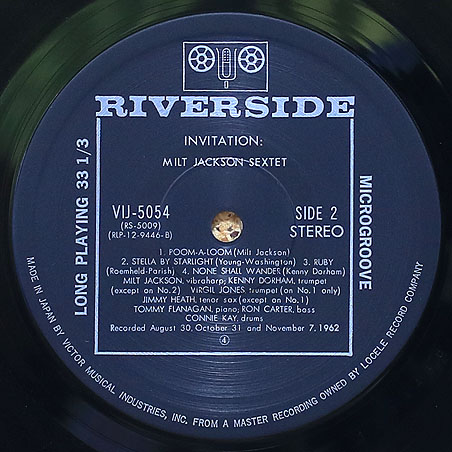 RIVERSIDE
INVITATION:
MILT JACKSON SEXTET
VIJ-5054
(RS-5009)
(RLP-12-9446-B)
SIDE 2
STEREO
1. POOM-A-LOOM (Milt Jackson)
2. STELLA BY STARLIGHT (Young-Washington) 3. RUBY
(Roemheld-Parish) 4. NONE SHALL WANDER (Kenny Dorham)
MILT JACKSON, vibraharp; KENNY DORHAM, trumpet
(except on No.2) VIRGIL JONES, trumpet (on No.1 only)
JIMMY HEATH, tenor sax (except on No.1)
TOMMY FLANAGAN, piano, RON CARTER, bass
CONNIE KAY, drums
Recorded August 30, October 31 and November 7, 1962
4
LONG PLAYING 33 1/3
MICROGROOVE
MADE IN JAPAN BY VICTOR MUSICAL INDUSTRIES, INC. FROM A MASTER RECORDING OWNED BY LOCELE RECORD COMPANY